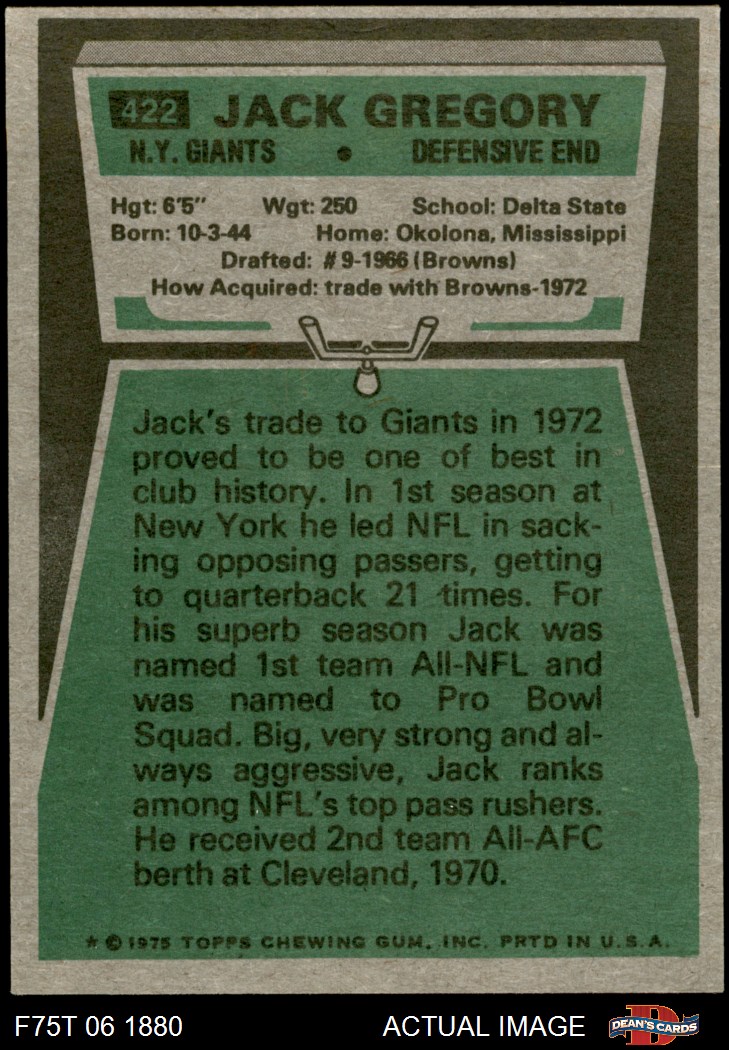 422 JACK GREGORY
N.Y. GIANTS • DEFENSIVE END
Hgt: 6'5" Wgt: 250 School: Delta State
Born: 10-3-44 Home: Okolona, Mississippi
Drafted: #9-1966 (Browns)
How Acquired: trade with Browns-1972
Jack's trade to Giants in 1972
proved to be one of best in
club history. In 1st season at
New York he led NFL in sack-
ing opposing passers, getting
to quarterback 21 times. For
his superb season Jack was
named 1st team All-NFL and
was named to Pro Bowl
Squad. Big, very strong and al-
ways aggressive, Jack ranks
among NFL's top pass rushers.
He received 2nd team All-AFC
berth at Cleveland, 1970.
* © 1975 TOPPS CHEWING GUM, INC. PRTD IN U.S.A.
F75T 06 1880 ACTUAL IMAGE D DEAN'S CARDS